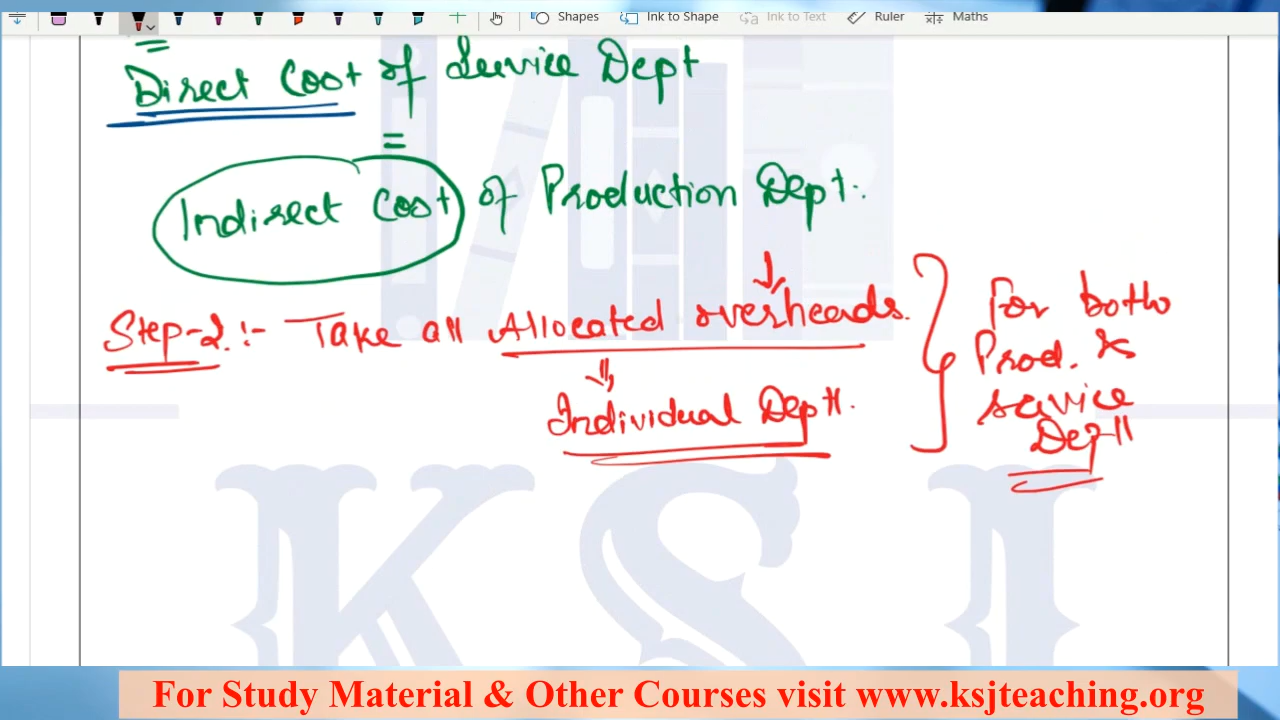 Shapes Ink to Shape Ink to Text Ruler Maths
=
Direct Cost of Service Dept
=
Indirect Cost of Production Dept.
Step-2 :- Take all Allocated overheads.
Individual Deptt.
For both
Prod. &
service
Deptt
KSJ
For Study Material & Other Courses visit www.ksjteaching.org